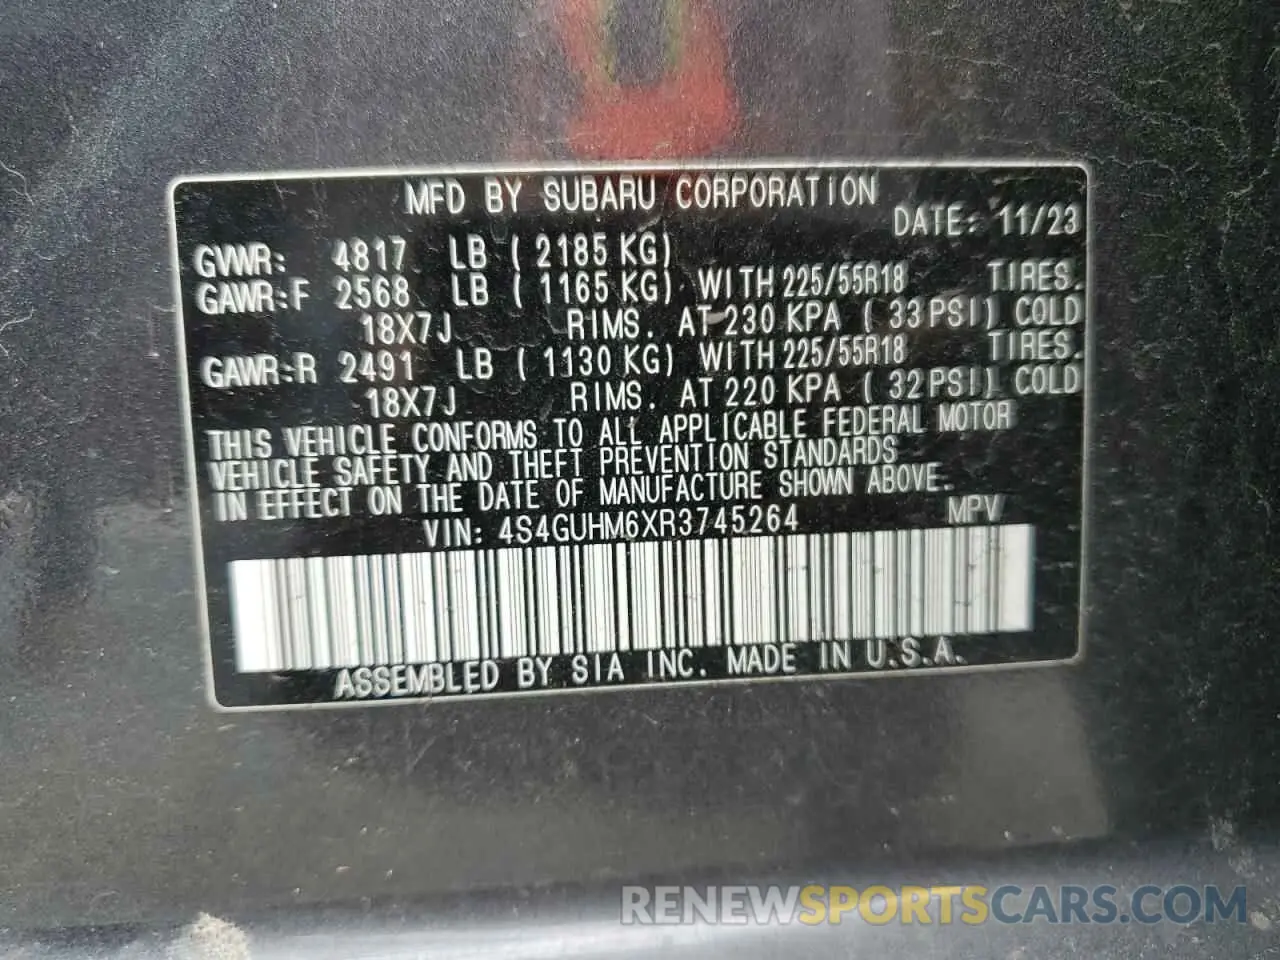 MFD BY SUBARU CORPORATION
DATE: 11/23
GVWR: 4817 LB ( 2185 KG)
GAWR:F 2568 LB ( 1165 KG) WITH 225/55R18 TIRES.
18X7J RIMS. AT 230 KPA ( 33 PSI) COLD
GAWR:R 2491 LB ( 1130 KG) WITH 225/55R18 TIRES.
18X7J RIMS. AT 220 KPA ( 32 PSI) COLD
THIS VEHICLE CONFORMS TO ALL APPLICABLE FEDERAL MOTOR
VEHICLE SAFETY AND THEFT PREVENTION STANDARDS
IN EFFECT ON THE DATE OF MANUFACTURE SHOWN ABOVE.
VIN: 4S4GUHM6XR3745264 MPV
ASSEMBLED BY SIA INC. MADE IN U.S.A.
RENEWSPORTSCARS.COM